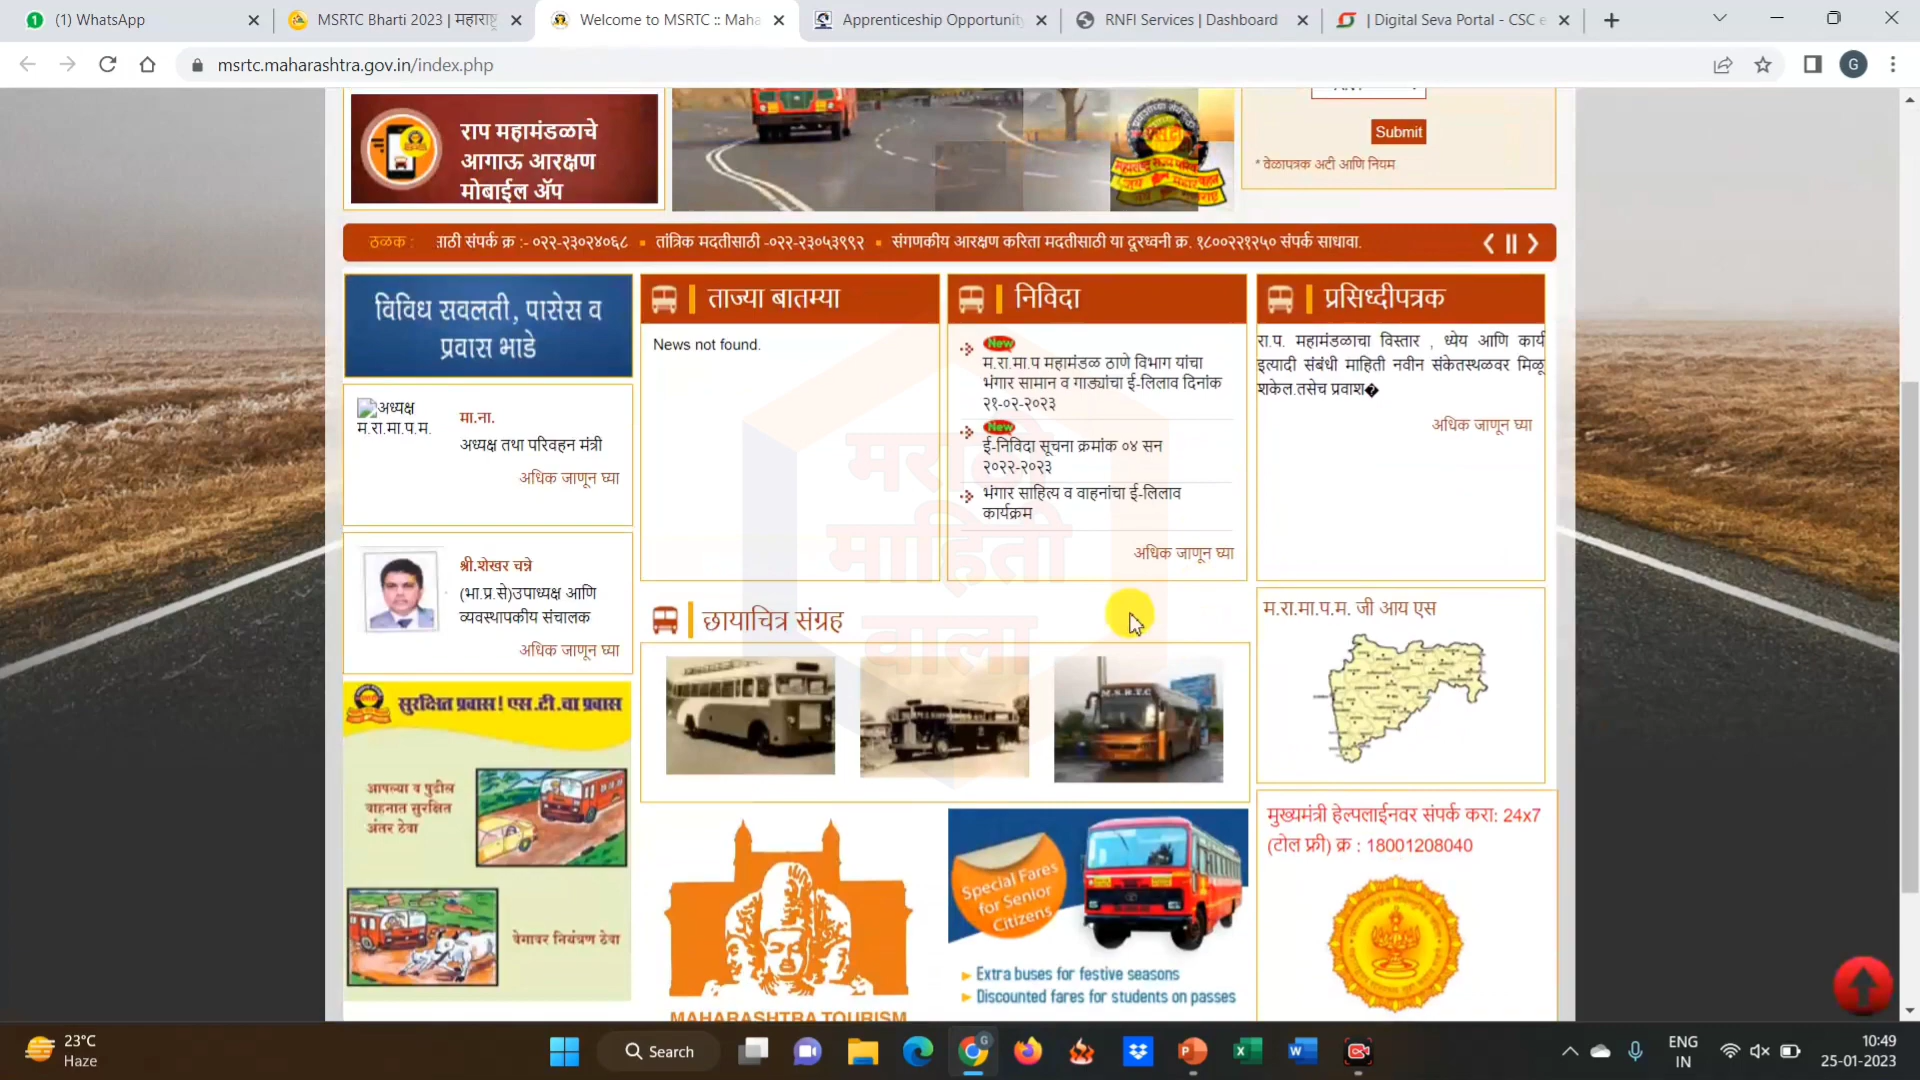 (1) WhatsApp
MSRTC Bharti 2023 | महाराष्ट्र
Welcome to MSRTC :: Maha
Apprenticeship Opportunity
RNFI Services | Dashboard
| Digital Seva Portal - CSC e
msrtc.maharashtra.gov.in/index.php
G
राप महामंडळाचे
आगाऊ आरक्षण
मोबाईल ॲप
Submit
* वेळापत्रक अटी आणि नियम
ठळक :
साठी संपर्क क्र :- ०२२-२३०२४०६८ ▪ तांत्रिक मदतीसाठी -०२२-२३०५३९९२ ▪ संगणकीय आरक्षण करिता मदतीसाठी या दूरध्वनी क्र. १८००२२१२५० संपर्क साधावा.
विविध सवलती, पासेस व
प्रवास भाडे
ताज्या बातम्या
निविदा
प्रसिध्दीपत्रक
News not found.
New
म.रा.मा.प महामंडळ ठाणे विभाग यांचा
भंगार सामान व गाड्यांचा ई-लिलाव दिनांक
२१-०२-२०२३
New
ई-निविदा सूचना क्रमांक ०४ सन
२०२२-२०२३
भंगार साहित्य व वाहनांचा ई-लिलाव
कार्यक्रम
अधिक जाणून घ्या
रा.प. महामंडळाचा विस्तार , ध्येय आणि कार्य
इत्यादी संबंधी माहिती नवीन संकेतस्थळवर मिळू
शकेल.तसेच प्रवाश�
अधिक जाणून घ्या
अध्यक्ष
म.रा.मा.प.म.
मा.ना.
अध्यक्ष तथा परिवहन मंत्री
अधिक जाणून घ्या
श्री.शेखर चन्ने
(भा.प्र.से)उपाध्यक्ष आणि
व्यवस्थापकीय संचालक
अधिक जाणून घ्या
मराठी
माहिती
वाला
छायाचित्र संग्रह
M.S.R.T.C
म.रा.मा.प.म. जी आय एस
सुरक्षित प्रवास! एस.टी.चा प्रवास
आपल्या व पुढील
वाहनात सुरक्षित
अंतर ठेवा
वेगावर नियंत्रण ठेवा
MAHARASHTRA TOURISM
Special Fares
for Senior
Citizens
Extra buses for festive seasons
Discounted fares for students on passes
मुख्यमंत्री हेल्पलाईनवर संपर्क करा: 24x7
(टोल फ्री) क्र : 18001208040
23°C
Haze
Search
ENG
IN
10:49
25-01-2023